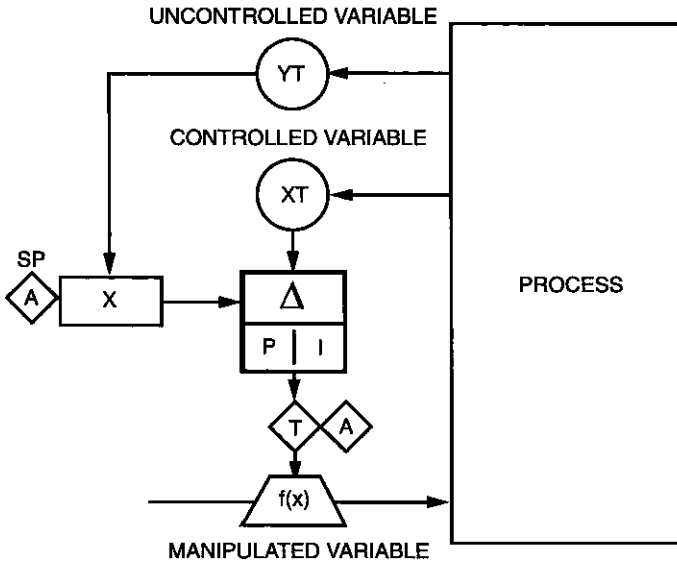 UNCONTROLLED VARIABLE
YT
CONTROLLED VARIABLE
XT
SP
A
X
Δ
P
I
PROCESS
T
A
f(x)
MANIPULATED VARIABLE